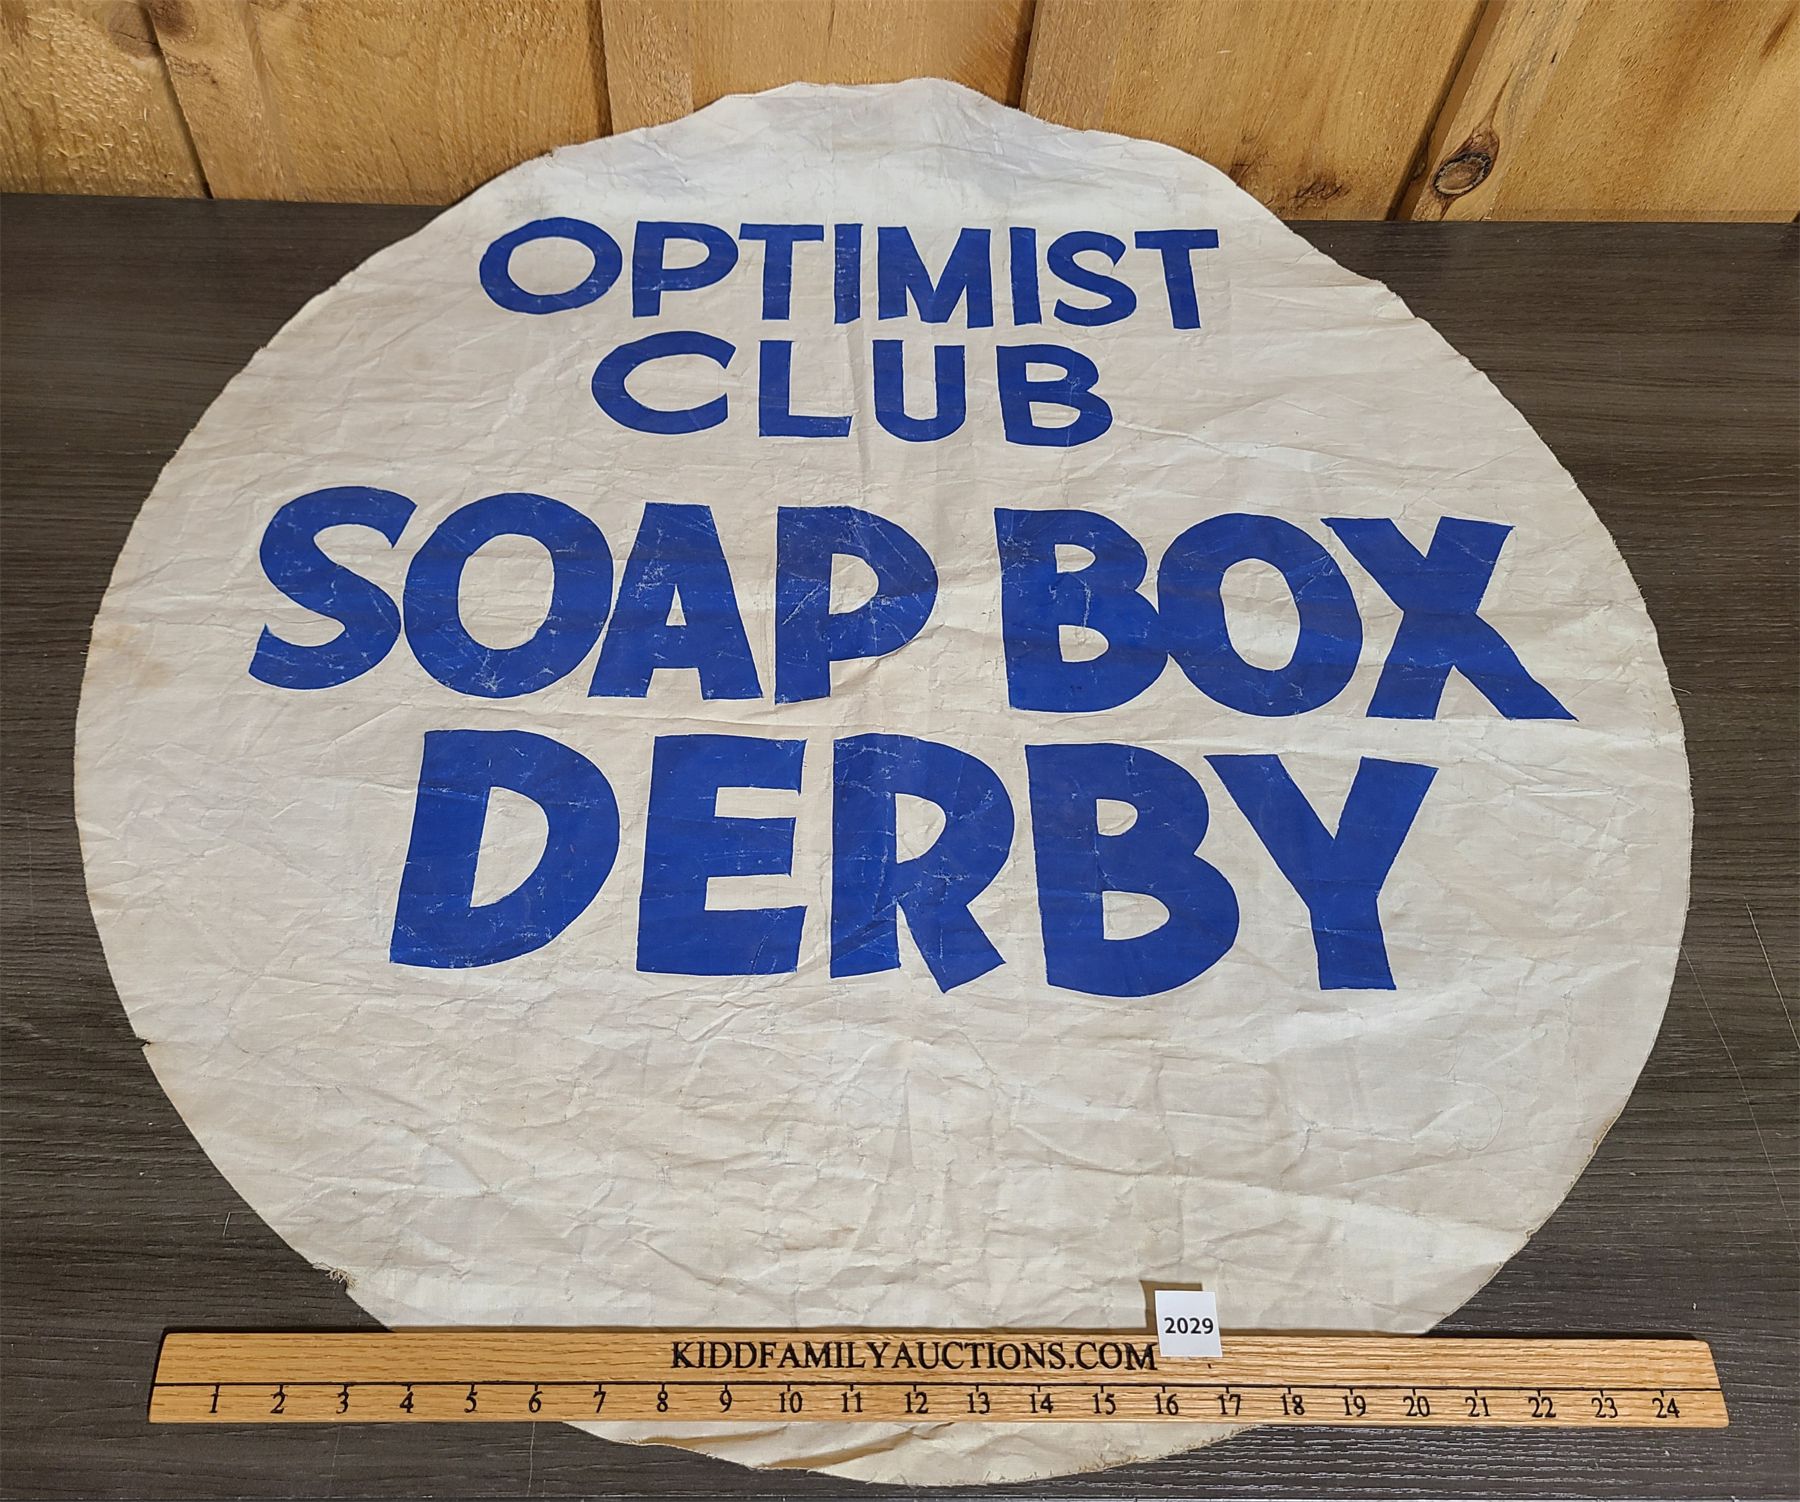 OPTIMIST
CLUB
SOAP BOX
DERBY
2029
KIDDFAMILYAUCTIONS.COM
1 2 3 4 5 6 7 8 9 10 11 12 13 14 15 16 17 18 19 20 21 22 23 24